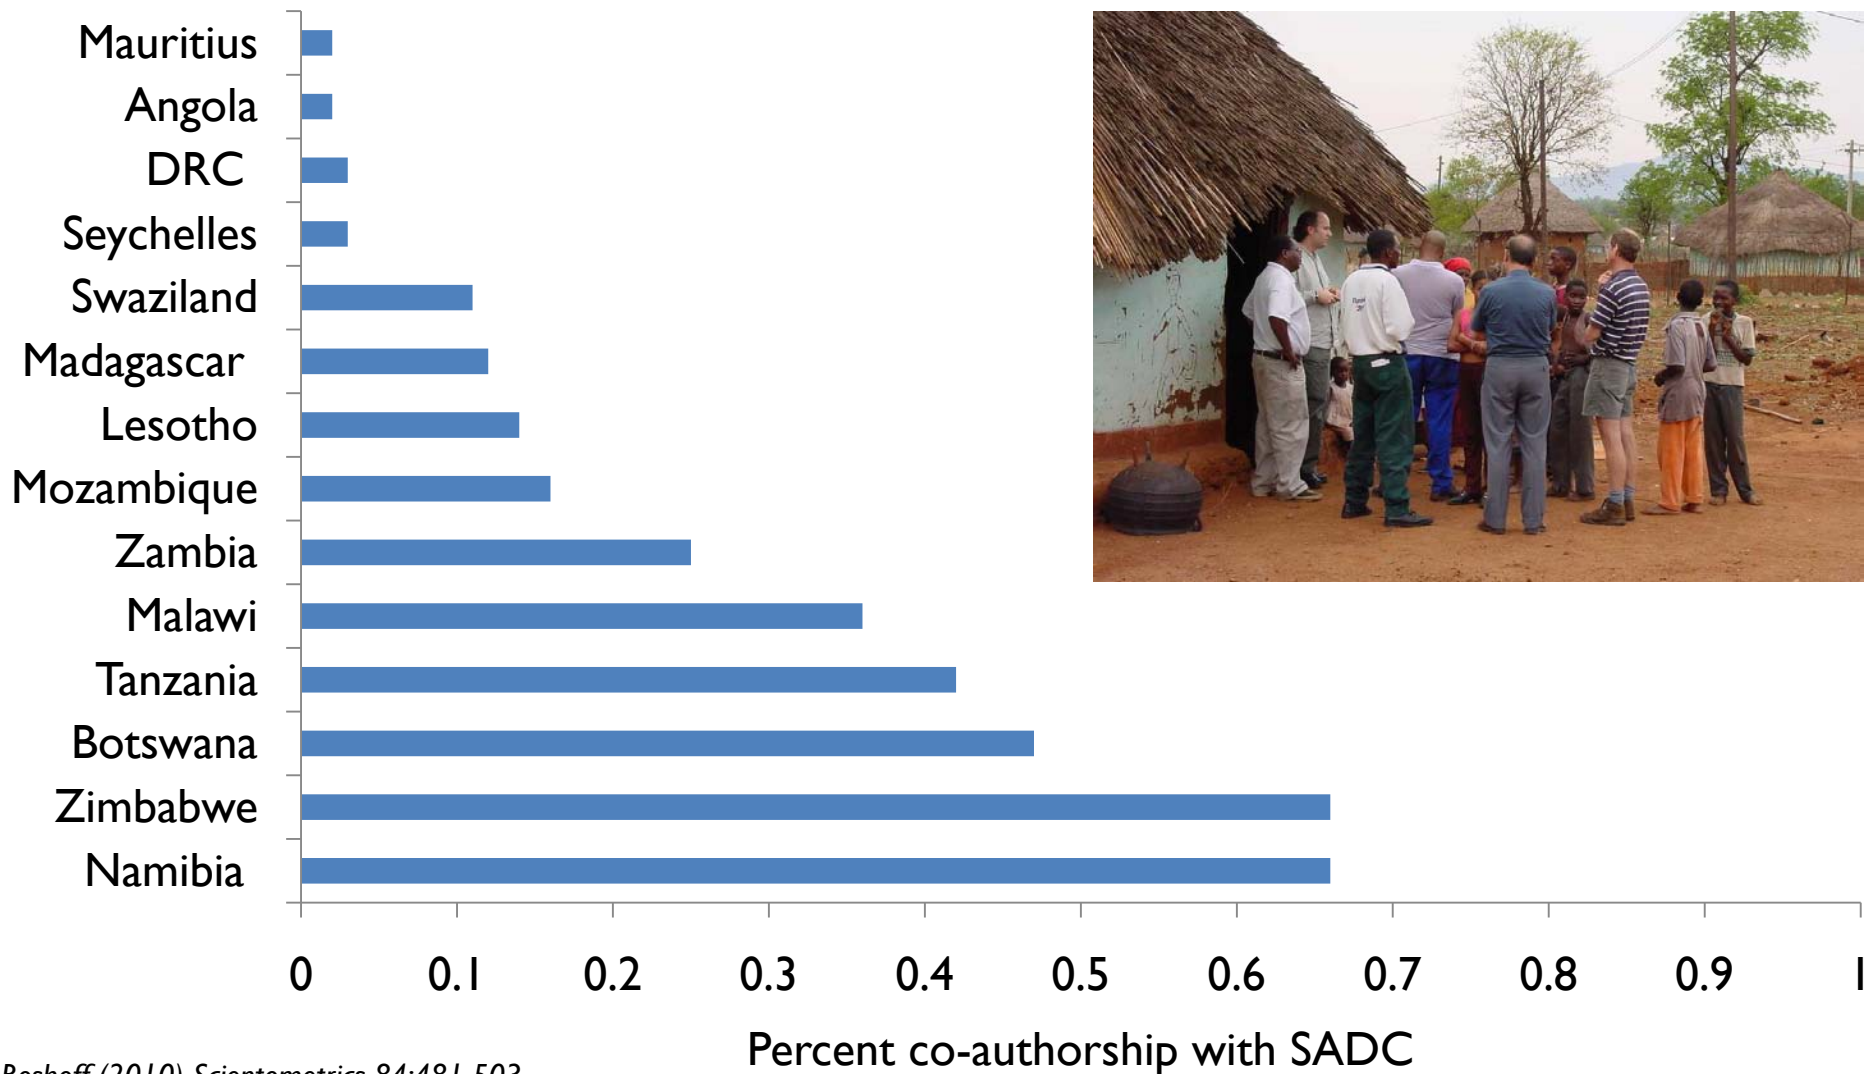 Mauritius
Angola
DRC
Seychelles
Swaziland
Madagascar
Lesotho
Mozambique
Zambia
Malawi
Tanzania
Botswana
Zimbabwe
Namibia
0 0.1 0.2 0.3 0.4 0.5 0.6 0.7 0.8 0.9 1
Percent co-authorship with SADC
Boshoff (2010) Scientometrics 84:481-503